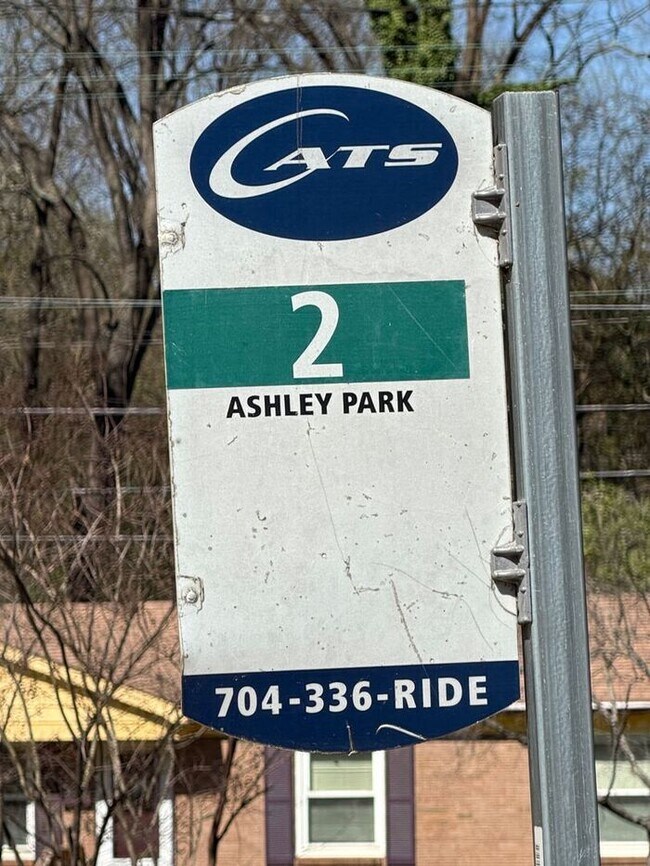 CATS
2
ASHLEY PARK
704-336-RIDE